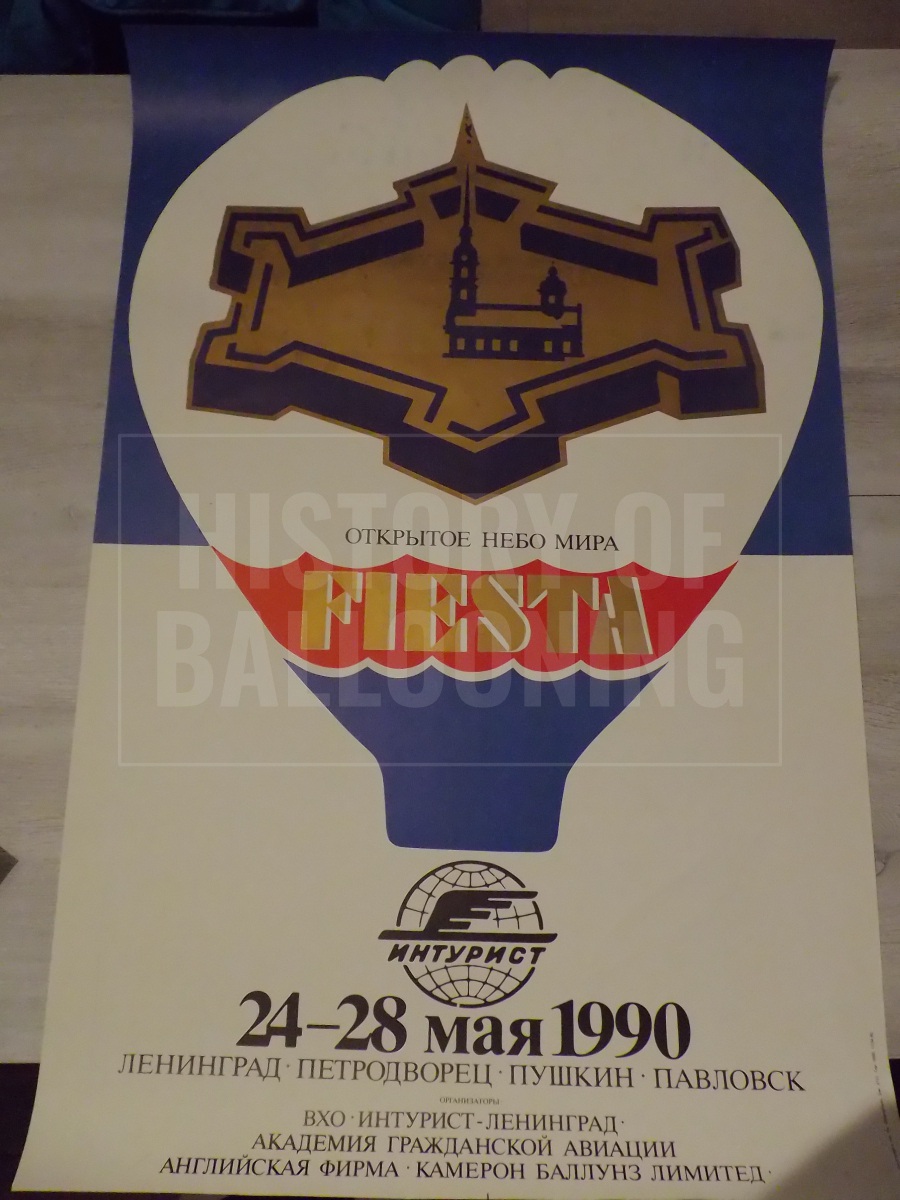 ОТКРЫТОЕ НЕБО МИРА
HISTORY OF
FIESTA
BALLOONING
ИНТУРИСТ
24-28 мая 1990
ЛЕНИНГРАД · ПЕТРОДВОРЕЦ · ПУШКИН · ПАВЛОВСК
ОРГАНИЗАТОРЫ
ВХО · ИНТУРИСТ-ЛЕНИНГРАД ·
АКАДЕМИЯ ГРАЖДАНСКОЙ АВИАЦИИ
АНГЛИЙСКАЯ ФИРМА · КАМЕРОН БАЛЛУНЗ ЛИМИТЕД ·